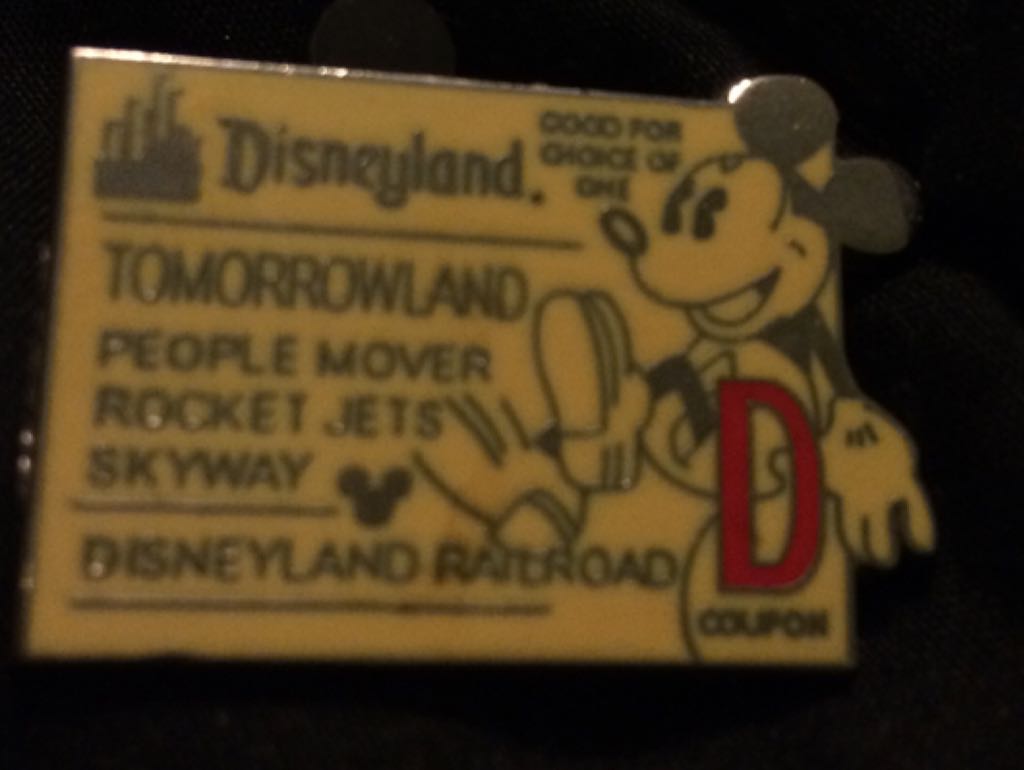 Disneyland.
GOOD FOR
CHOICE OF
ONE
TOMORROWLAND
PEOPLE MOVER
ROCKET JETS
SKYWAY
DISNEYLAND RAILROAD
D
COUPON